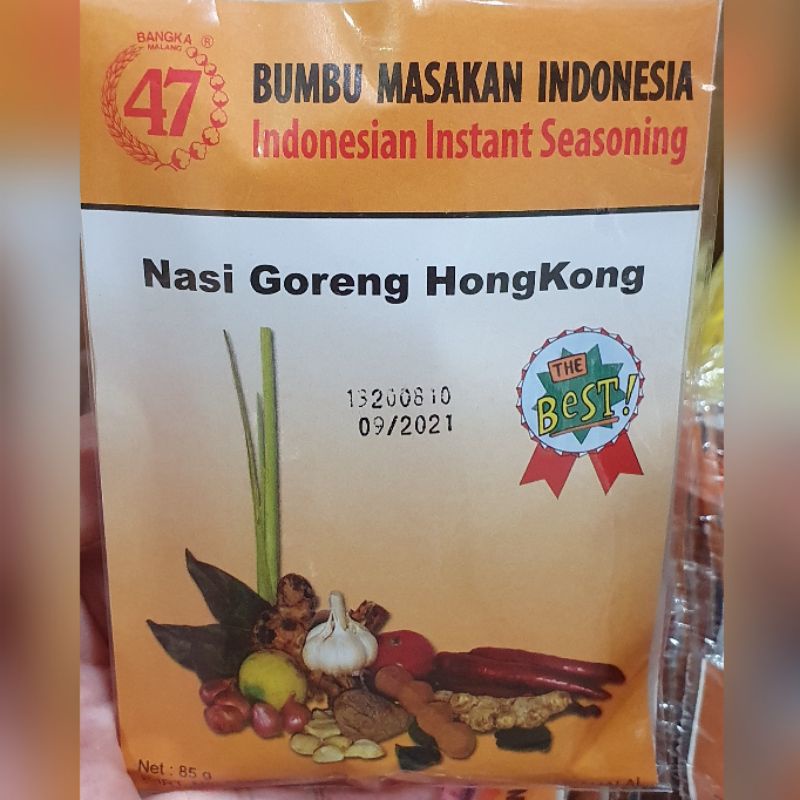 BANGKA ®
MALANG
47
BUMBU MASAKAN INDONESIA
Indonesian Instant Seasoning
Nasi Goreng HongKong
THE
BeST!
13200810
09/2021
Net : 85 g